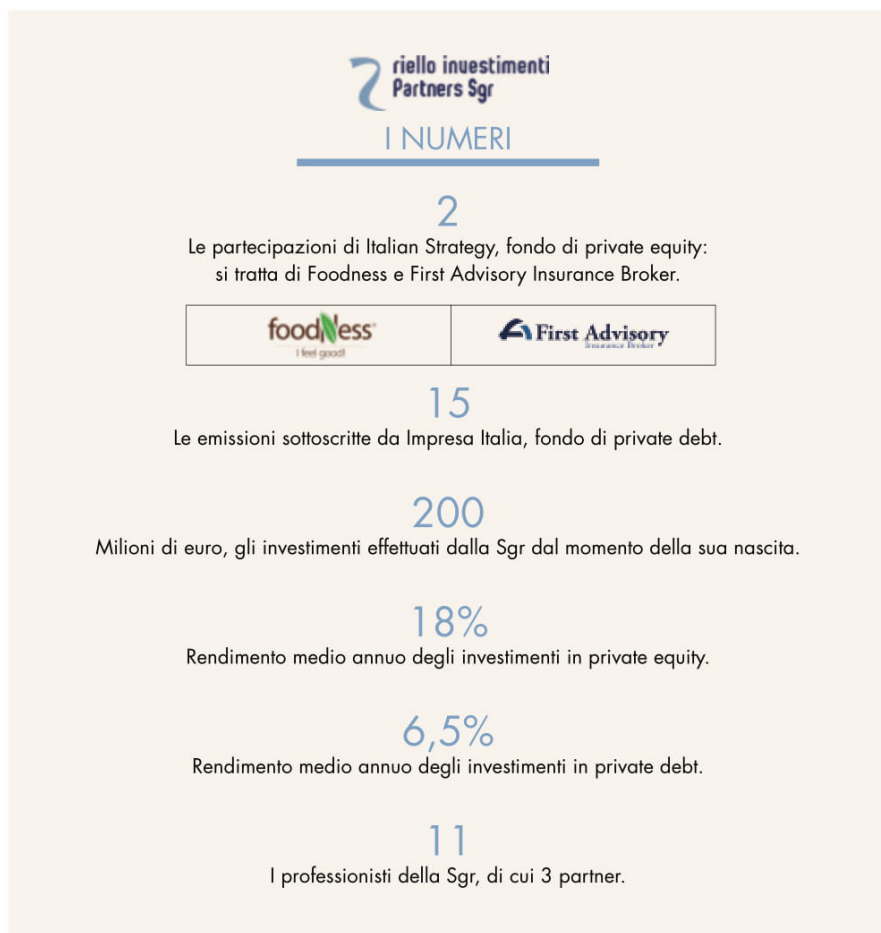 riello investimenti
Partners Sgr
I NUMERI
2
Le partecipazioni di Italian Strategy, fondo di private equity:
si tratta di Foodness e First Advisory Insurance Broker.
foodness
I feel good!
First Advisory
Insurance Broker
15
Le emissioni sottoscritte da Impresa Italia, fondo di private debt.
200
Milioni di euro, gli investimenti effettuati dalla Sgr dal momento della sua nascita.
18%
Rendimento medio annuo degli investimenti in private equity.
6,5%
Rendimento medio annuo degli investimenti in private debt.
11
I professionisti della Sgr, di cui 3 partner.